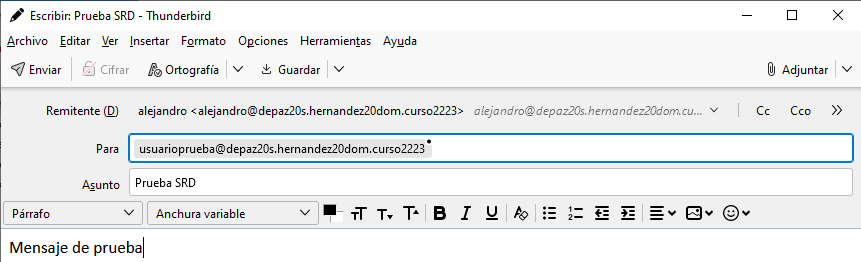 Escribir: Prueba SRD - Thunderbird
Archivo Editar Ver Insertar Formato Opciones Herramientas Ayuda
Enviar Cifrar Ortografía Guardar Adjuntar
Remitente (D) alejandro <alejandro@depaz20s.hernandez20dom.curso2223> alejandro@depaz20s.hernandez20dom.cu... Cc Cco
Para usuarioprueba@depaz20s.hernandez20dom.curso2223
Asunto Prueba SRD
Párrafo Anchura variable B I U
Mensaje de prueba